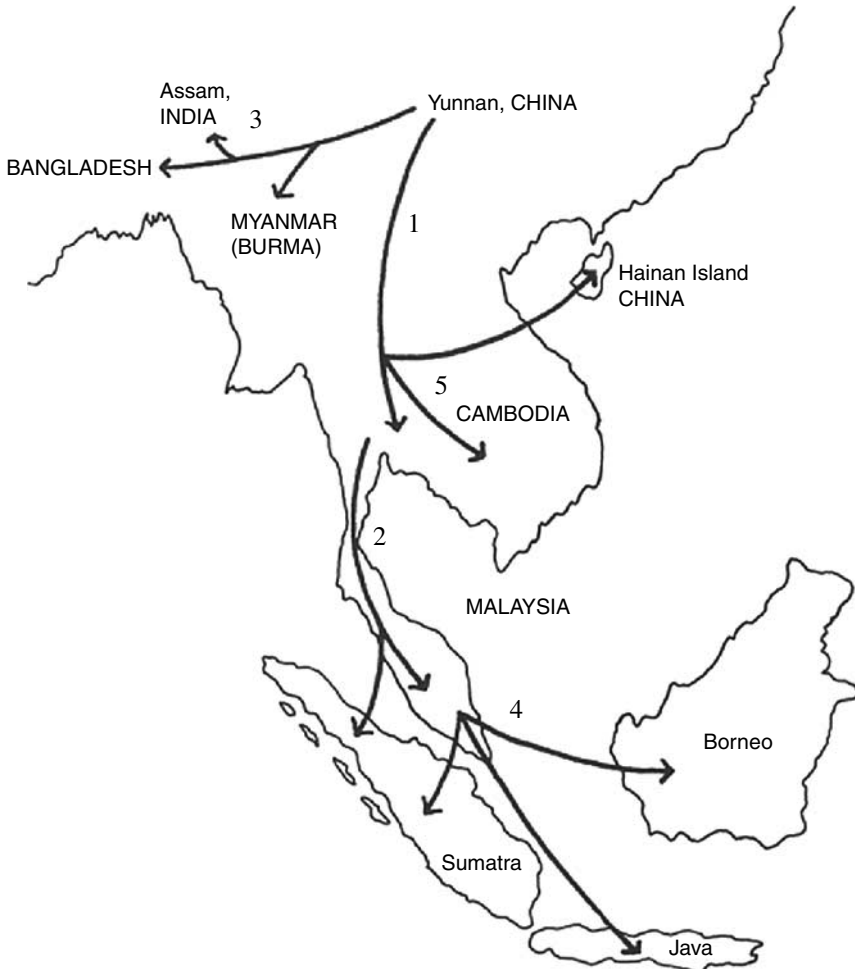 Assam,
INDIA
3
Yunnan, CHINA
BANGLADESH
MYANMAR
(BURMA)
1
Hainan Island
CHINA
5
CAMBODIA
2
MALAYSIA
4
Borneo
Sumatra
Java